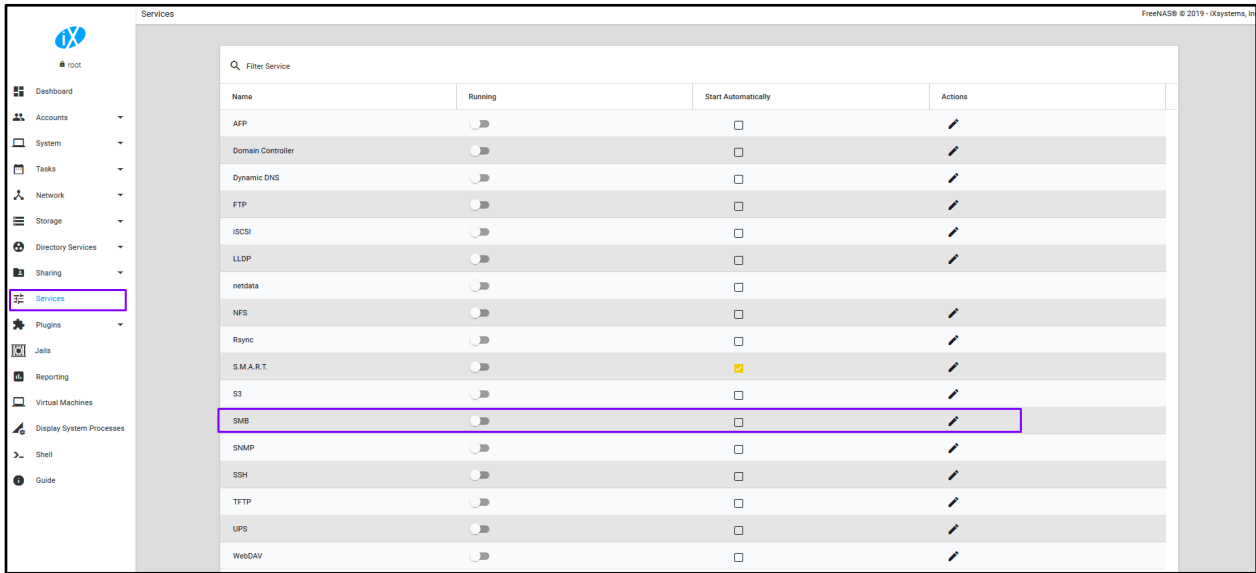 Services
FreeNAS® © 2019 - iXsystems, In
iX
root
Dashboard
Accounts
System
Tasks
Network
Storage
Directory Services
Sharing
Services
Plugins
Jails
Reporting
Virtual Machines
Display System Processes
Shell
Guide
Filter Service
Name Running Start Automatically Actions
AFP
Domain Controller
Dynamic DNS
FTP
iSCSI
LLDP
netdata
NFS
Rsync
S.M.A.R.T.
S3
SMB
SNMP
SSH
TFTP
UPS
WebDAV